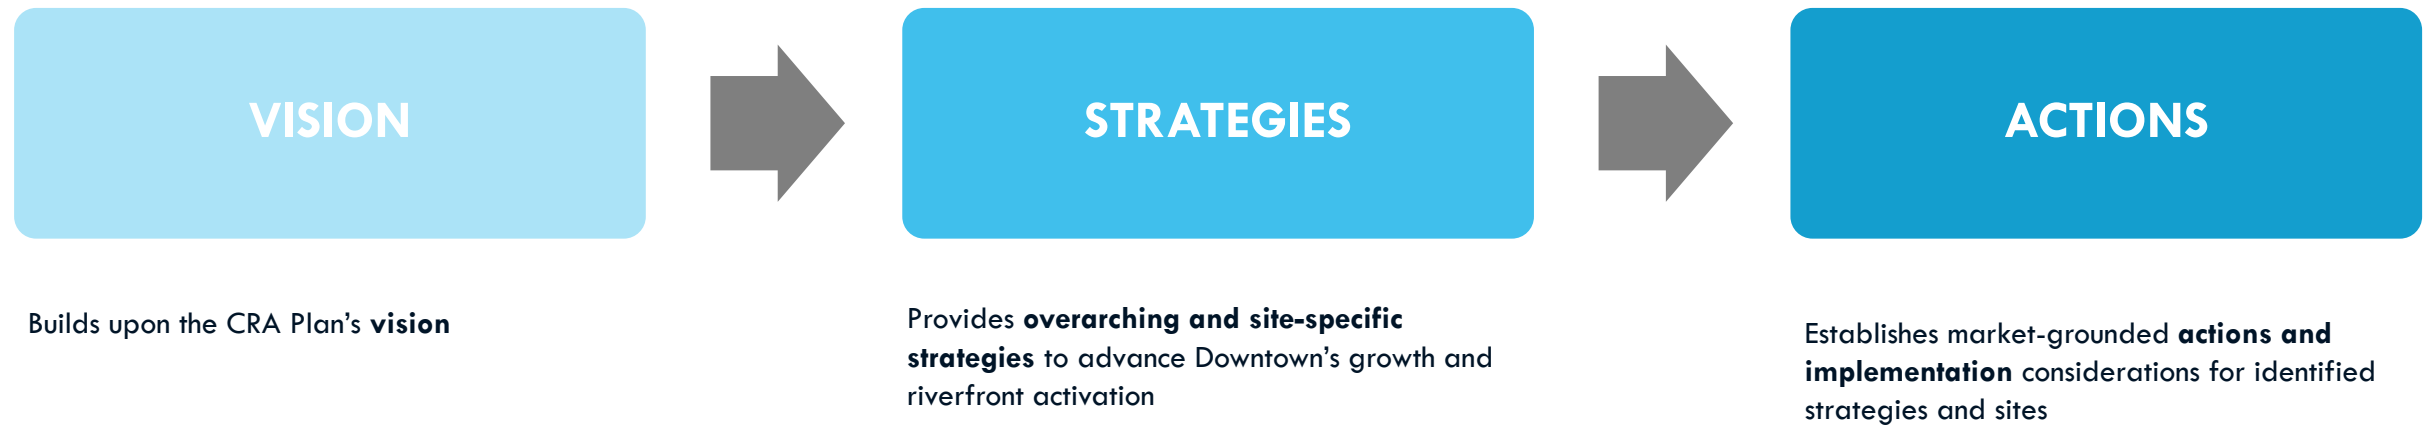 VISION
STRATEGIES
ACTIONS
Builds upon the CRA Plan’s vision
Provides overarching and site-specific
strategies to advance Downtown’s growth and
riverfront activation
Establishes market-grounded actions and
implementation considerations for identified
strategies and sites